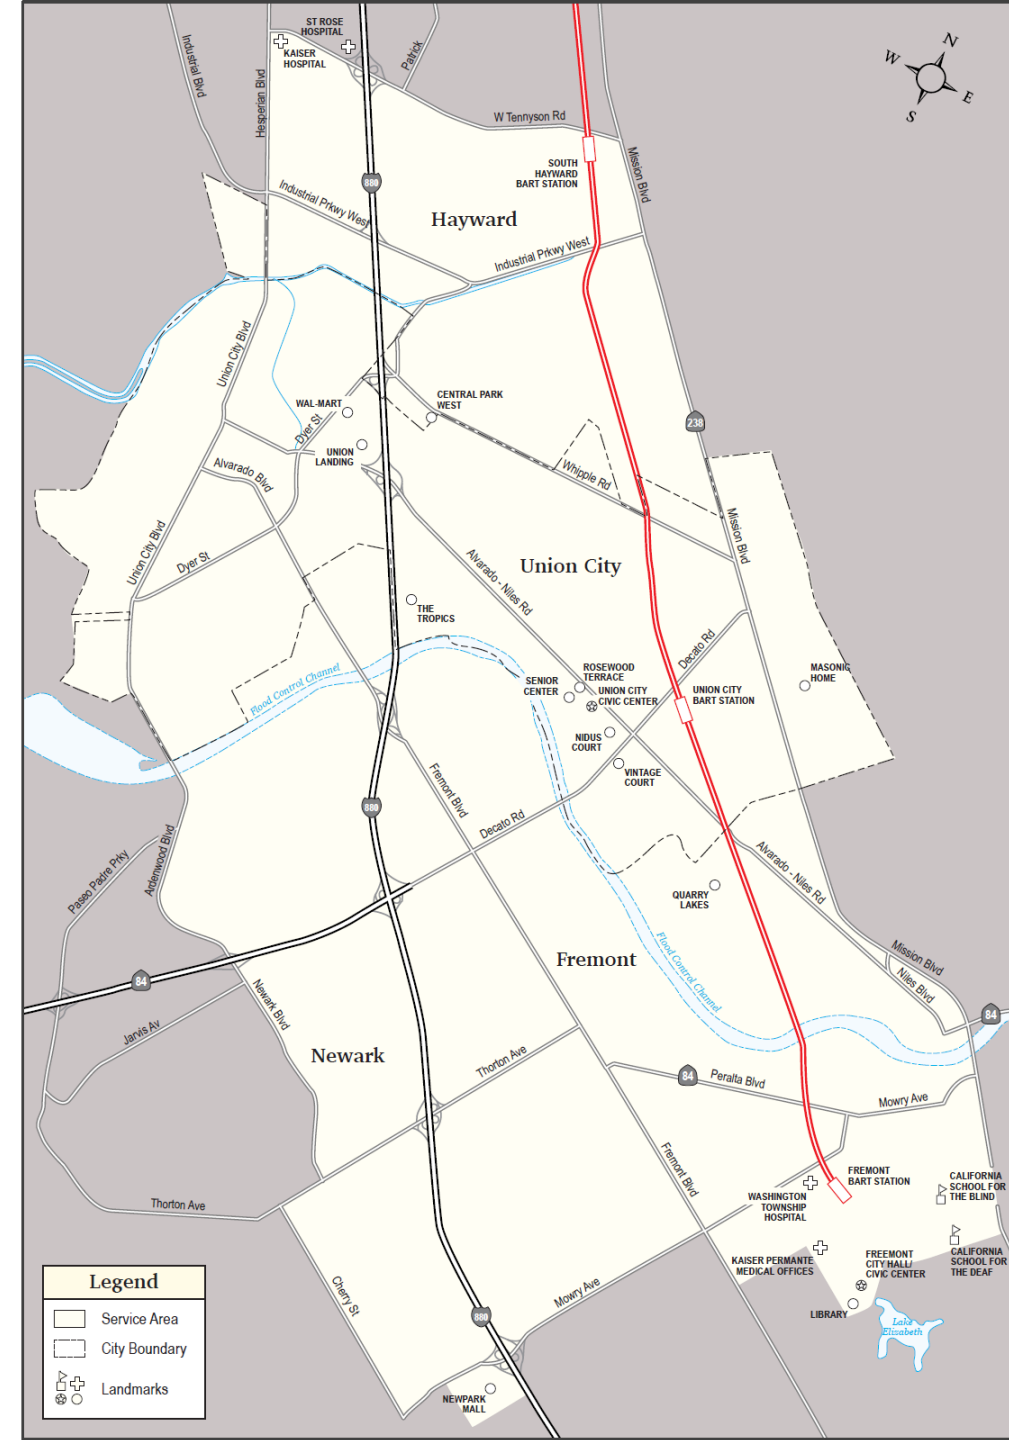 ST ROSE
HOSPITAL
KAISER
HOSPITAL
Industrial Blvd
Hesperian Blvd
Patrick
N
W
E
S
W Tennyson Rd
SOUTH
HAYWARD
BART STATION
Mission Blvd
880
Industrial Prkwy West
Hayward
Industrial Prkwy West
Union City Blvd
WAL-MART
CENTRAL PARK
WEST
Dyer St
238
UNION
LANDING
Alvarado Blvd
Whipple Rd
Mission Blvd
Union City Blvd
Dyer St
Alvarado - Niles Rd
Union City
THE
TROPICS
Decato Rd
Flood Control Channel
SENIOR
CENTER
ROSEWOOD
TERRACE
UNION CITY
CIVIC CENTER
UNION CITY
BART STATION
MASONIC
HOME
NIDUS
COURT
VINTAGE
COURT
Fremont Blvd
880
Decato Rd
Ardenwood Blvd
Paseo Padre Prky
Alvarado - Niles Rd
QUARRY
LAKES
Flood Control Channel
Fremont
Mission Blvd
Niles Blvd
84
84
Newark Blvd
Jarvis Av
Newark
Thorton Ave
84
Peralta Blvd
Mowry Ave
Fremont Blvd
FREMONT
BART STATION
CALIFORNIA
SCHOOL FOR
THE BLIND
WASHINGTON
TOWNSHIP
HOSPITAL
Thorton Ave
KAISER PERMANTE
MEDICAL OFFICES
FREEMONT
CITY HALL/
CIVIC CENTER
CALIFORNIA
SCHOOL FOR
THE DEAF
Cherry St
Mowry Ave
880
LIBRARY
Lake
Elizabeth
NEWPARK
MALL
Legend
Service Area
City Boundary
Landmarks